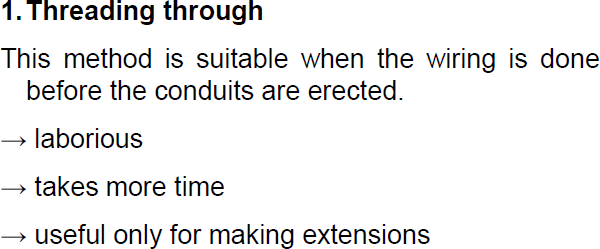 1. Threading through
This method is suitable when the wiring is done
before the conduits are erected.
→ laborious
→ takes more time
→ useful only for making extensions